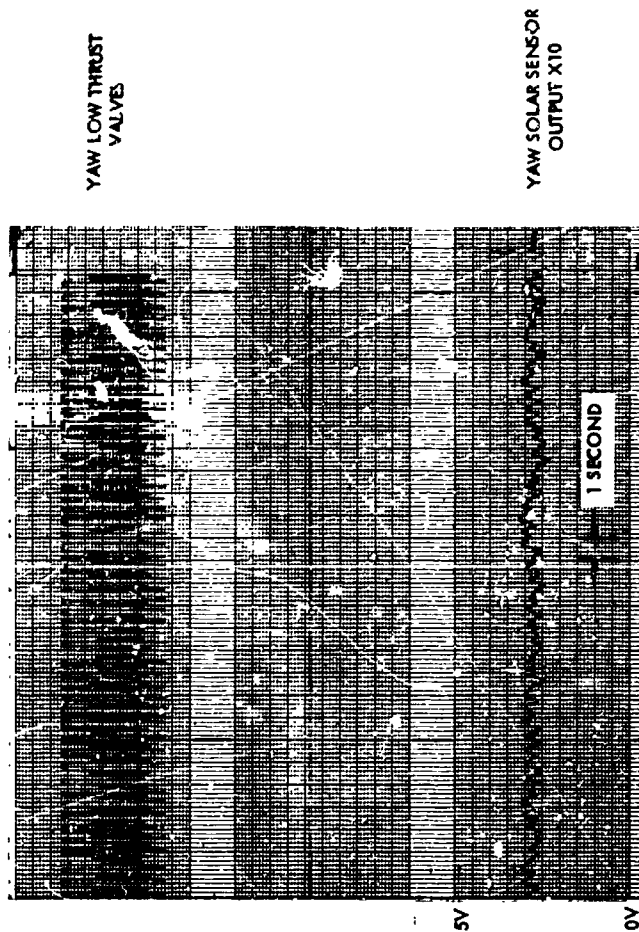 YAW LOW THRUST
VALVES
YAW SOLAR SENSOR
OUTPUT X10
1 SECOND
5V
0V